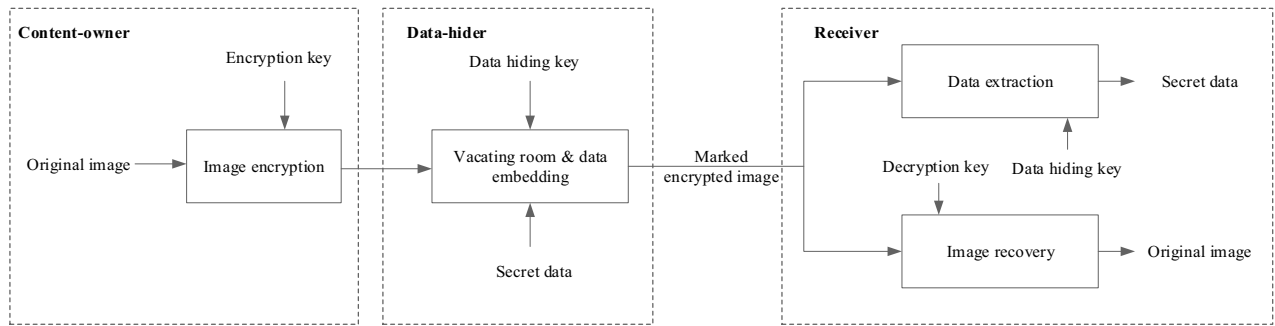 Content-owner
Encryption key
Original image
Image encryption
Data-hider
Data hiding key
Vacating room & data
embedding
Secret data
Marked
encrypted image
Receiver
Data extraction
Secret data
Data hiding key
Decryption key
Image recovery
Original image